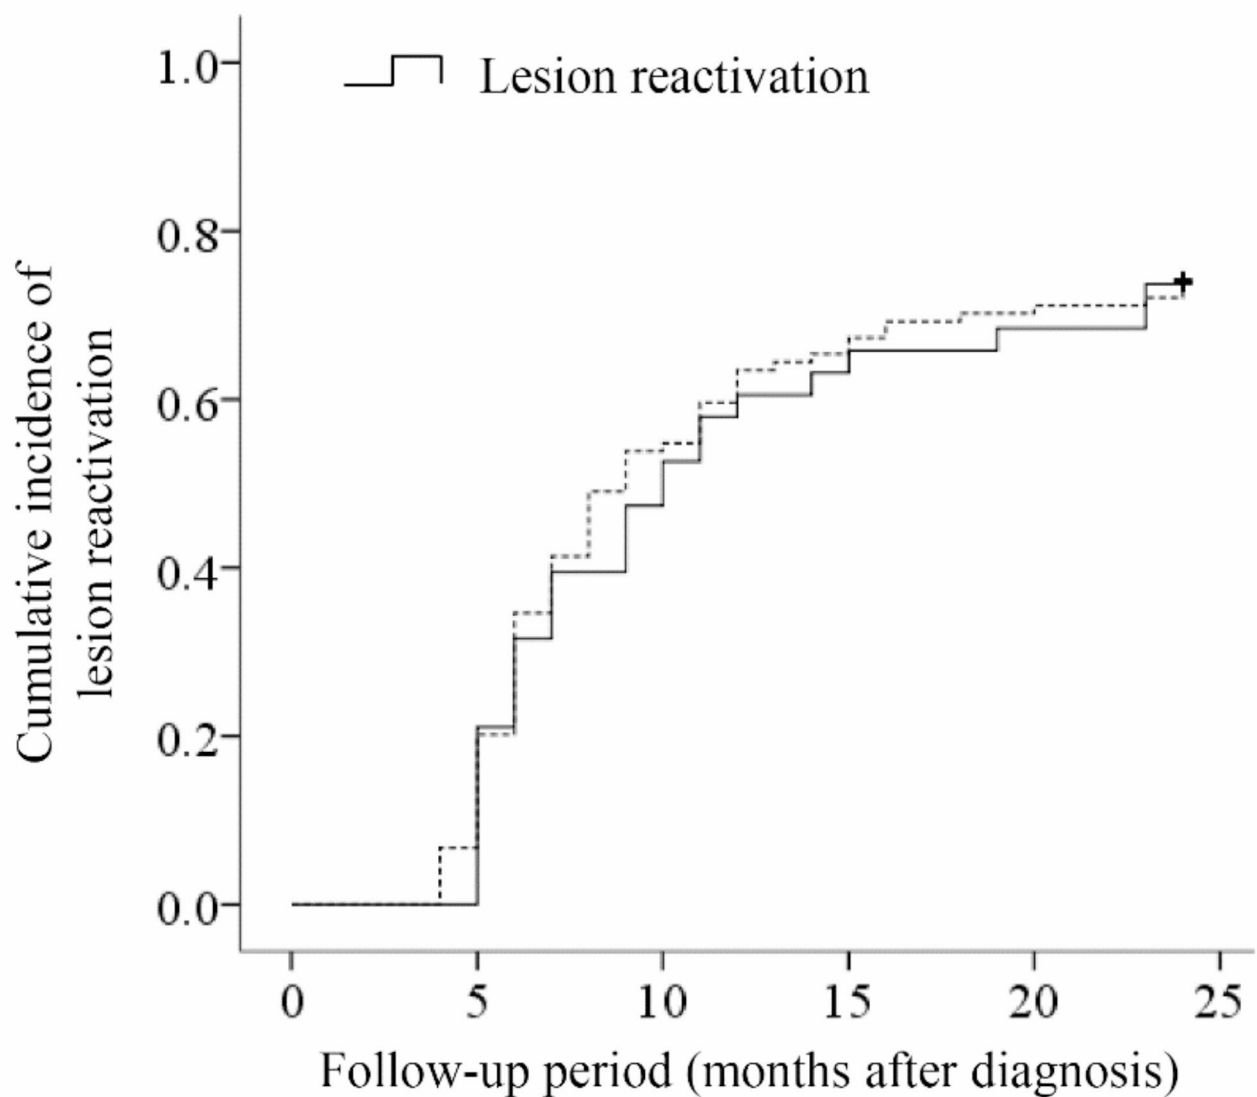 1.0
Lesion reactivation
0.8
0.6
0.4
0.2
0.0
Cumulative incidence of
lesion reactivation
0 5 10 15 20 25
Follow-up period (months after diagnosis)